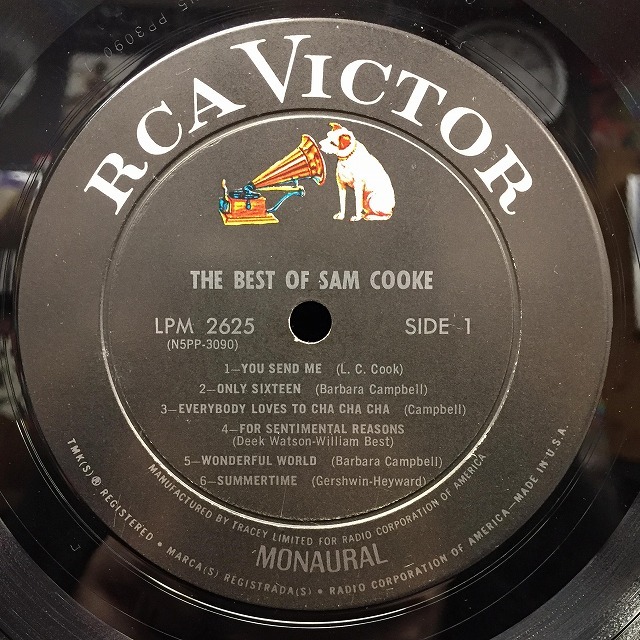 5 PP3090
RCA VICTOR
THE BEST OF SAM COOKE
LPM 2625
SIDE 1
(N5PP-3090)
1—YOU SEND ME (L. C. Cook)
2—ONLY SIXTEEN (Barbara Campbell)
3—EVERYBODY LOVES TO CHA CHA CHA (Campbell)
4—FOR SENTIMENTAL REASONS
(Deek Watson-William Best)
5—WONDERFUL WORLD (Barbara Campbell)
6—SUMMERTIME (Gershwin-Heyward)
MANUFACTURED BY TRACEY LIMITED FOR RADIO CORPORATION OF AMERICA
MONAURAL
TMK(S)® REGISTERED • MARCA(S) REGISTRADA(S) • RADIO CORPORATION OF AMERICA—MADE IN U.S.A.